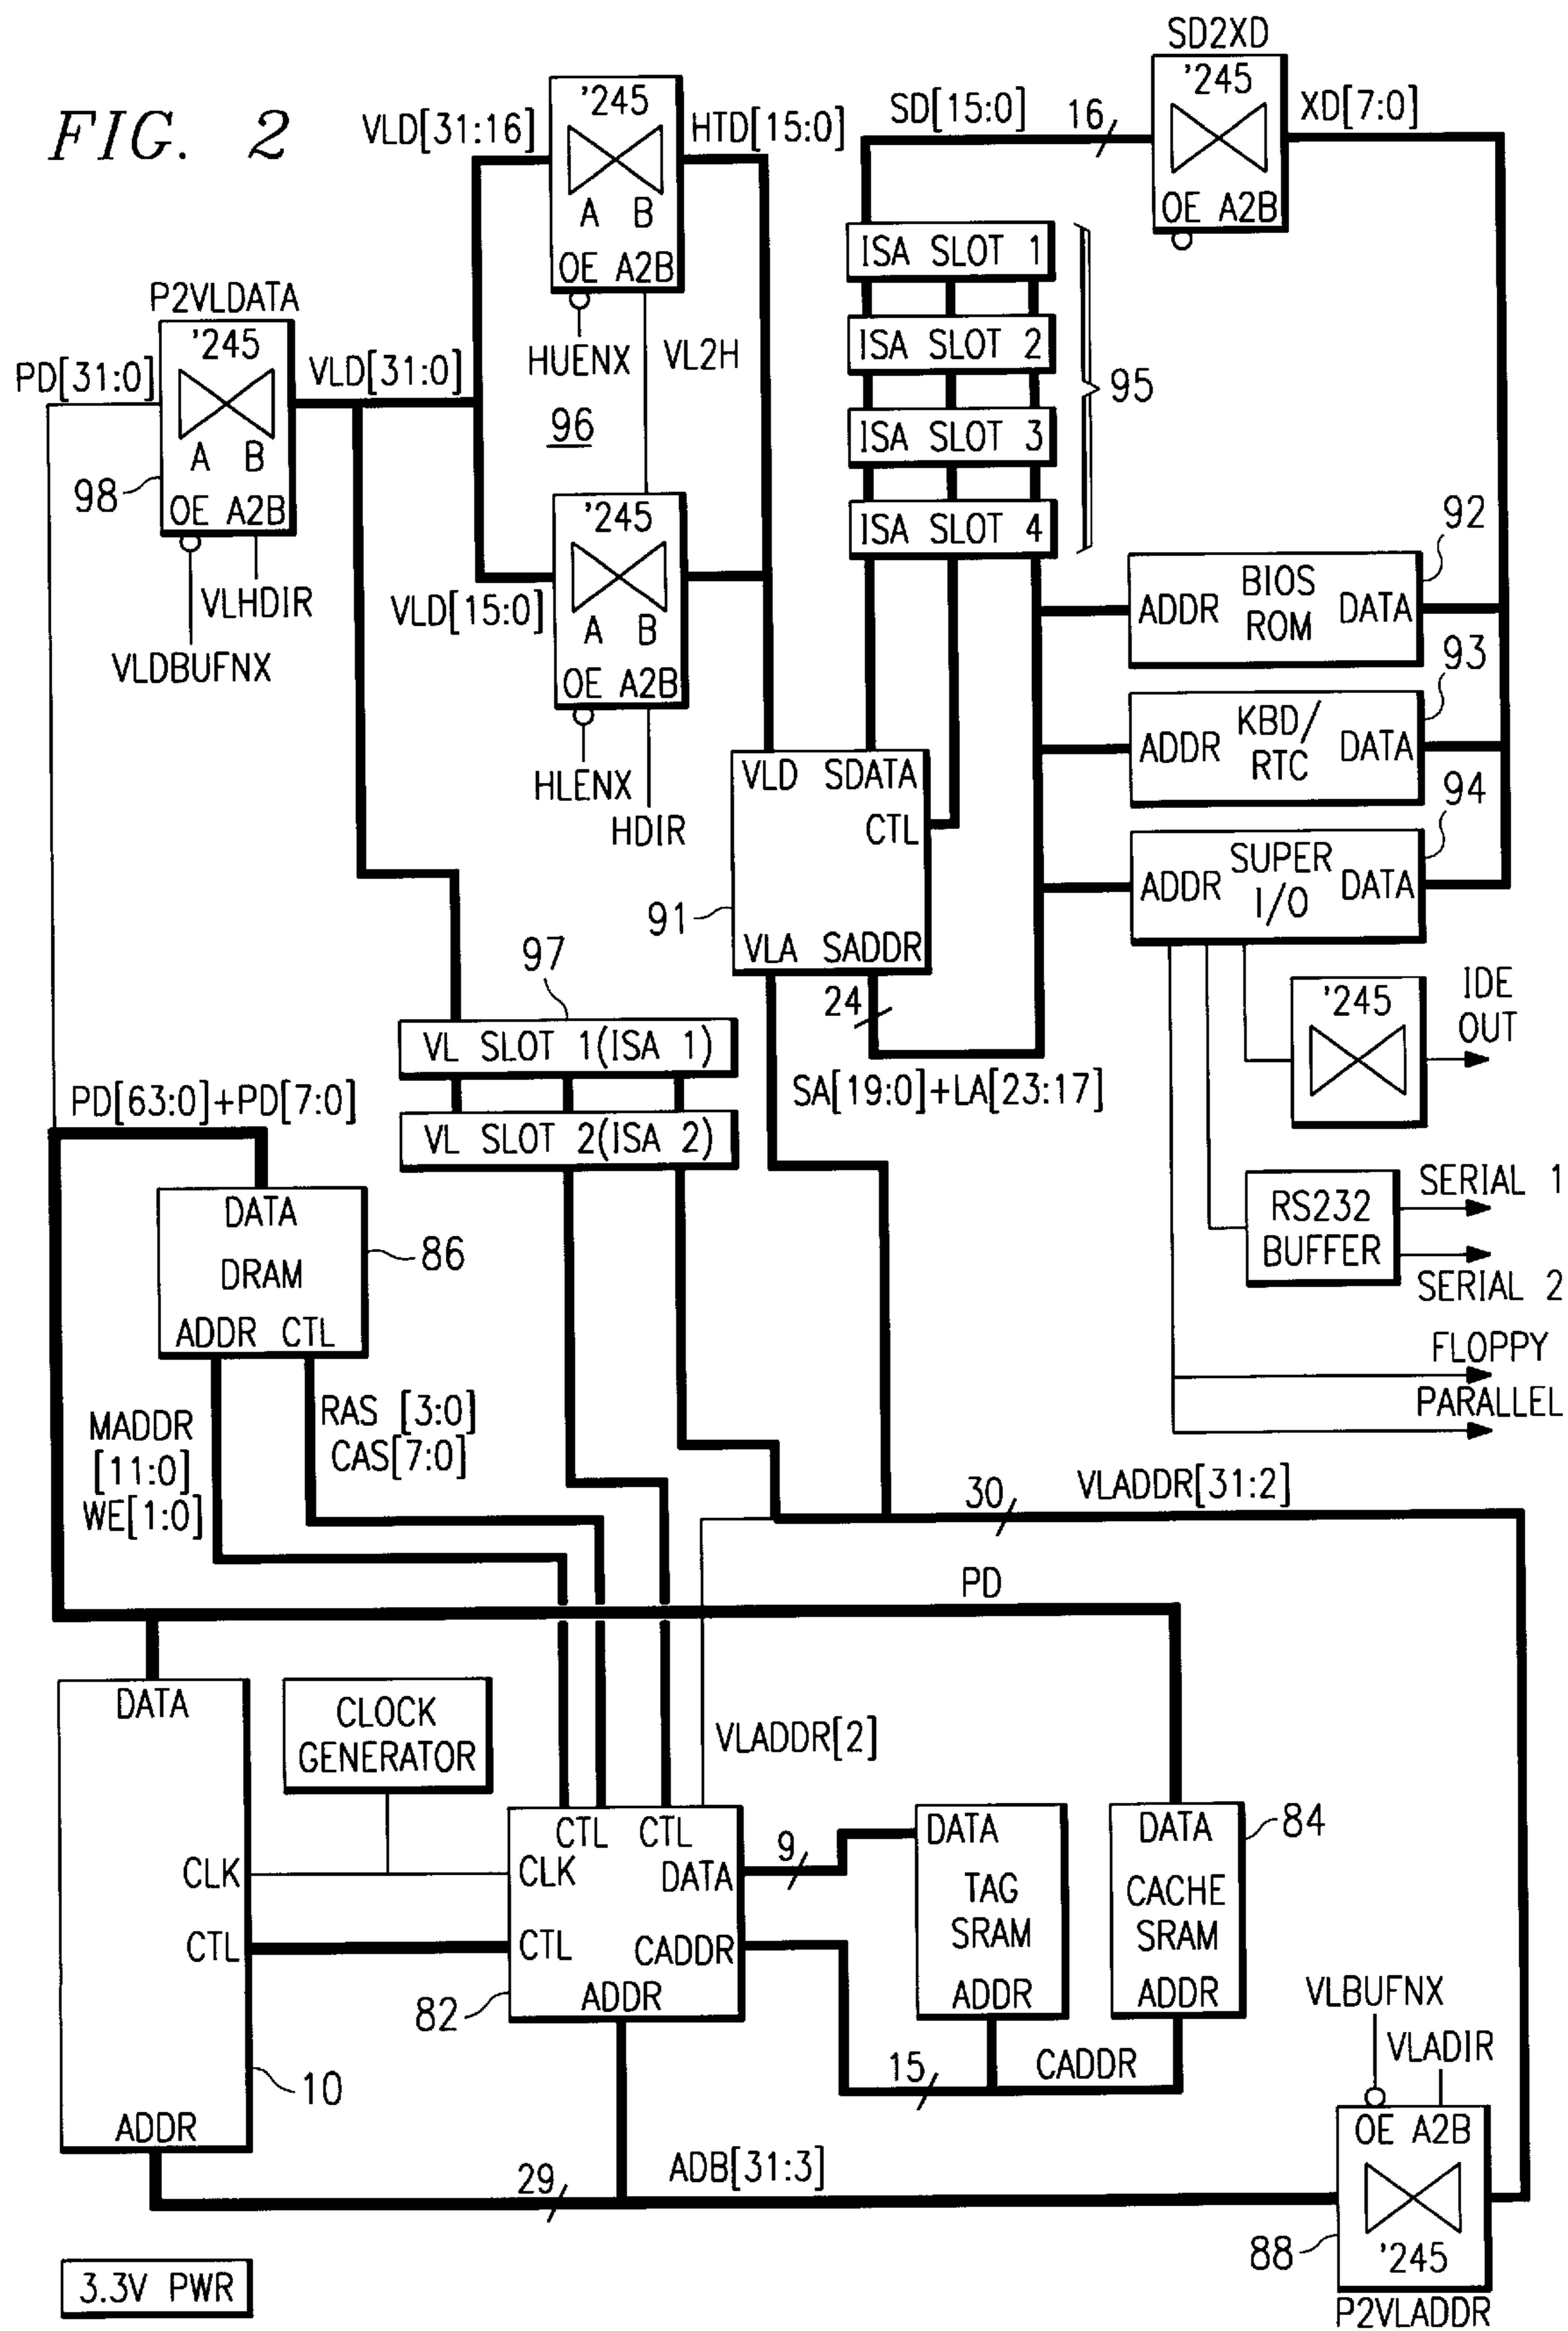 FIG. 2
SD2XD
'245
OE A2B
SD[15:0]
16
XD[7:0]
VLD[31:16]
'245
A B
OE A2B
HTD[15:0]
HUENX
VL2H
96
P2VLDATA
'245
A B
OE A2B
PD[31:0]
VLD[31:0]
98
VLHDIR
VLDBUFNX
VLD[15:0]
'245
A B
OE A2B
HLENX
HDIR
ISA SLOT 1
ISA SLOT 2
ISA SLOT 3
ISA SLOT 4
95
92
ADDR BIOS ROM DATA
93
ADDR KBD/ RTC DATA
94
ADDR SUPER I/O DATA
VLD SDATA
CTL
VLA SADDR
91
24
SA[19:0]+LA[23:17]
'245
IDE
OUT
RS232
BUFFER
SERIAL 1
SERIAL 2
FLOPPY
PARALLEL
97
VL SLOT 1(ISA 1)
VL SLOT 2(ISA 2)
PD[63:0]+PD[7:0]
DATA
DRAM
ADDR CTL
86
MADDR
[11:0]
WE[1:0]
RAS [3:0]
CAS[7:0]
30
VLADDR[31:2]
PD
DATA
CLK
CTL
ADDR
10
CLOCK
GENERATOR
VLADDR[2]
CTL CTL
CLK DATA
CTL CADDR
ADDR
82
9
DATA
TAG
SRAM
ADDR
DATA
CACHE
SRAM
ADDR
84
15
CADDR
29
ADB[31:3]
VLBUFNX
VLADIR
OE A2B
'245
88
P2VLADDR
3.3V PWR